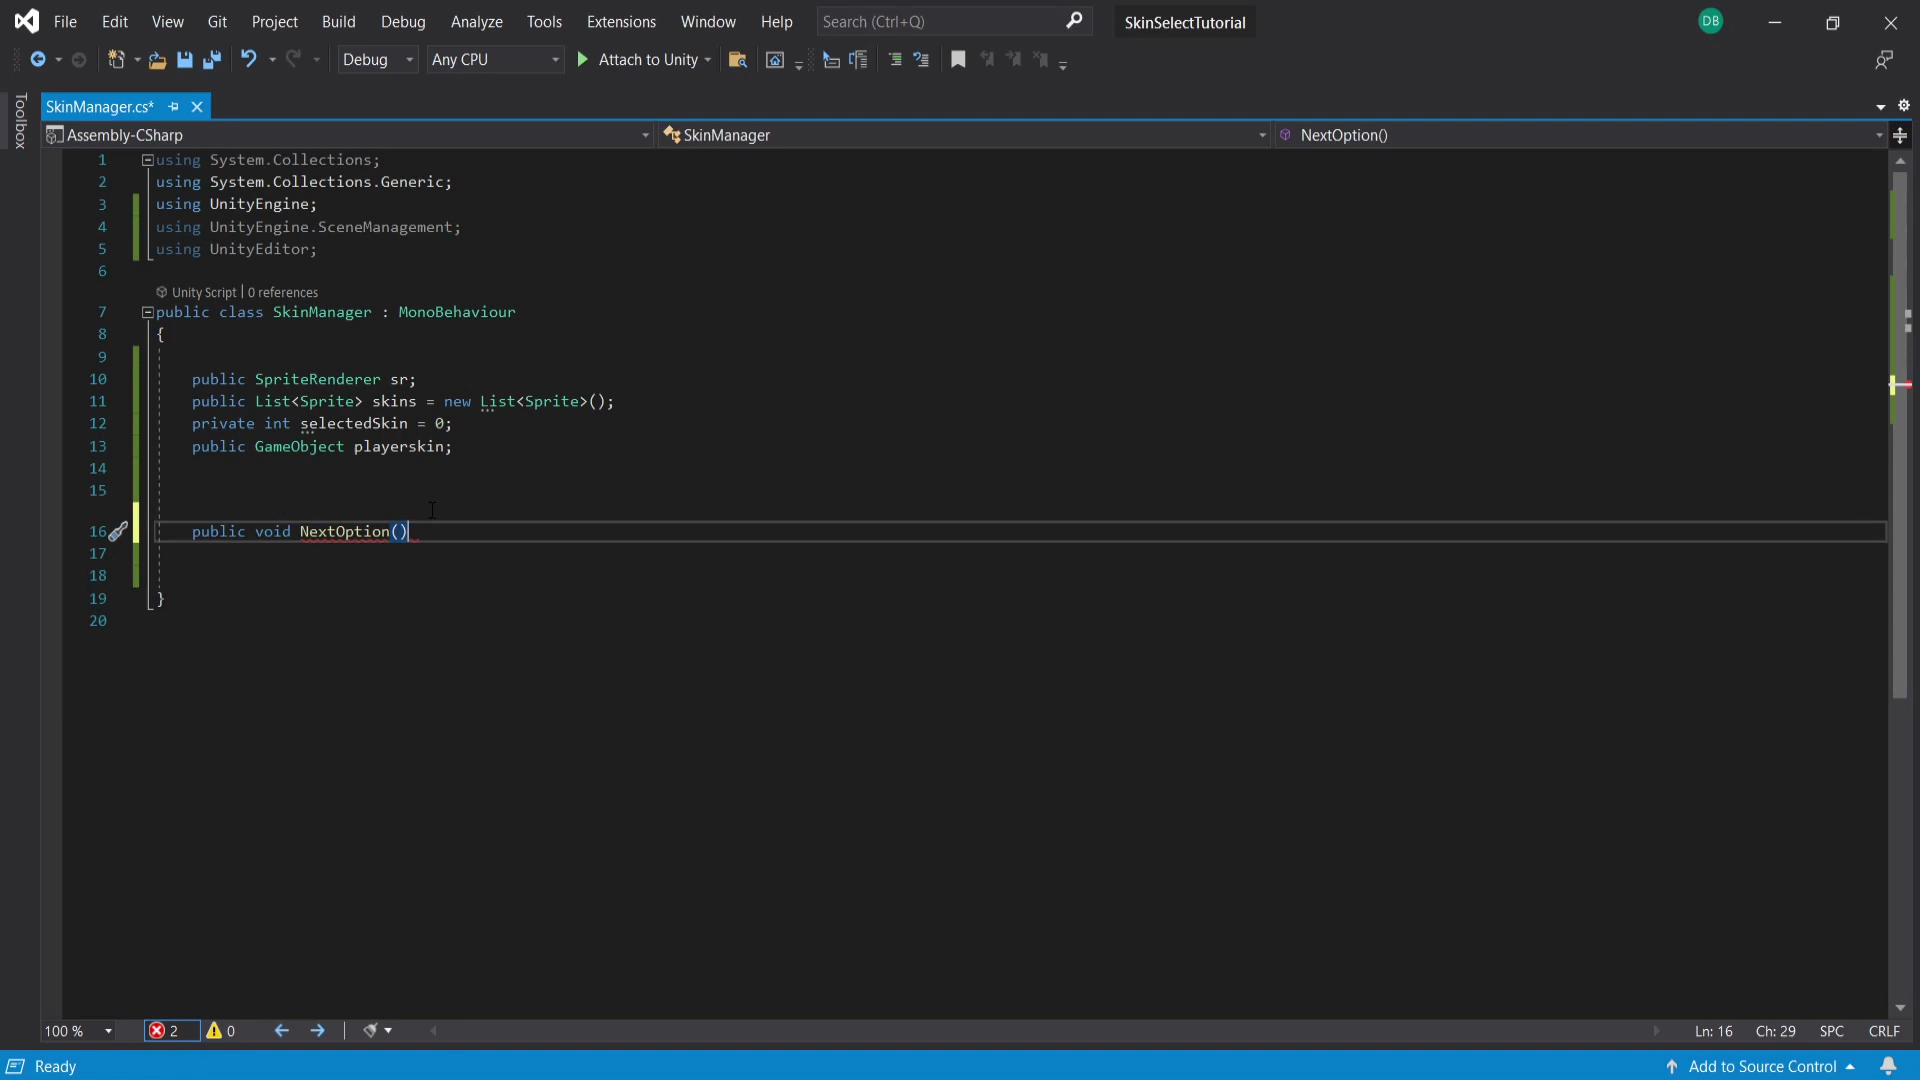 File Edit View Git Project Build Debug Analyze Tools Extensions Window Help Search (Ctrl+Q) SkinSelectTutorial DB
Debug Any CPU Attach to Unity
Toolbox
SkinManager.cs*
Assembly-CSharp SkinManager NextOption()
1 using System.Collections;
2 using System.Collections.Generic;
3 using UnityEngine;
4 using UnityEngine.SceneManagement;
5 using UnityEditor;
6
Unity Script | 0 references
7 public class SkinManager : MonoBehaviour
8 {
9
10 public SpriteRenderer sr;
11 public List<Sprite> skins = new List<Sprite>();
12 private int selectedSkin = 0;
13 public GameObject playerskin;
14
15
16 public void NextOption()
17
18
19 }
20
100 % 2 0 Ln: 16 Ch: 29 SPC CRLF
Ready Add to Source Control